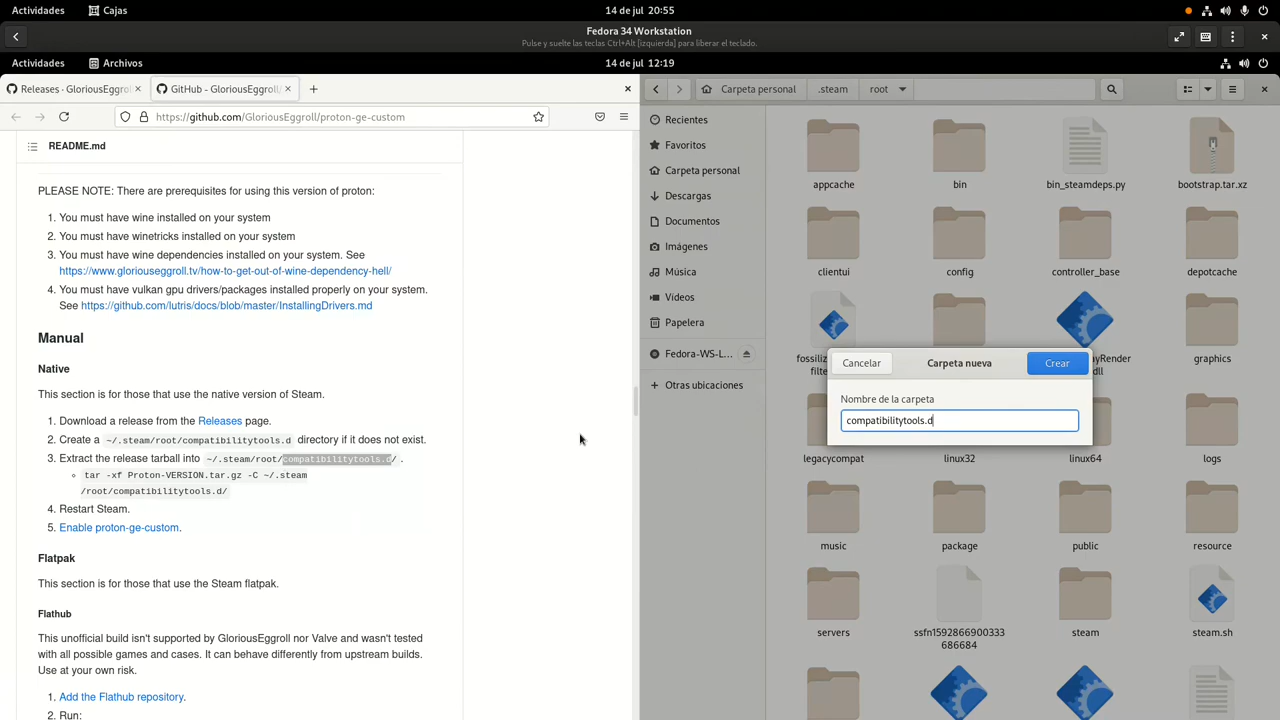 Actividades
Cajas
14 de jul 20:55
Fedora 34 Workstation
Pulse y suelte las teclas Ctrl+Alt [izquierda] para liberar el teclado.
Actividades
Archivos
14 de jul 12:19
Releases · GloriousEggroll
GitHub - GloriousEggroll/
https://github.com/GloriousEggroll/proton-ge-custom
README.md
PLEASE NOTE: There are prerequisites for using this version of proton:
1. You must have wine installed on your system
2. You must have winetricks installed on your system
3. You must have wine dependencies installed on your system. See
https://www.gloriouseggroll.tv/how-to-get-out-of-wine-dependency-hell/
4. You must have vulkan gpu drivers/packages installed properly on your system.
See https://github.com/lutris/docs/blob/master/InstallingDrivers.md
Manual
Native
This section is for those that use the native version of Steam.
1. Download a release from the Releases page.
2. Create a ~/.steam/root/compatibilitytools.d directory if it does not exist.
3. Extract the release tarball into ~/.steam/root/compatibilitytools.d/ .
tar -xf Proton-VERSION.tar.gz -C ~/.steam
/root/compatibilitytools.d/
4. Restart Steam.
5. Enable proton-ge-custom.
Flatpak
This section is for those that use the Steam flatpak.
Flathub
This unofficial build isn't supported by GloriousEggroll nor Valve and wasn't tested
with all possible games and cases. It can behave differently from upstream builds.
Use at your own risk.
1. Add the Flathub repository.
2. Run:
Carpeta personal
.steam
root
Recientes
Favoritos
Carpeta personal
Descargas
Documentos
Imágenes
Música
Vídeos
Papelera
Fedora-WS-L...
Otras ubicaciones
appcache
bin
bin_steamdeps.py
bootstrap.tar.xz
clientui
config
controller_base
depotcache
graphics
Cancelar
Carpeta nueva
Crear
Nombre de la carpeta
compatibilitytools.d
legacycompat
linux32
linux64
logs
music
package
public
resource
servers
ssfn1592866900333
686684
steam
steam.sh